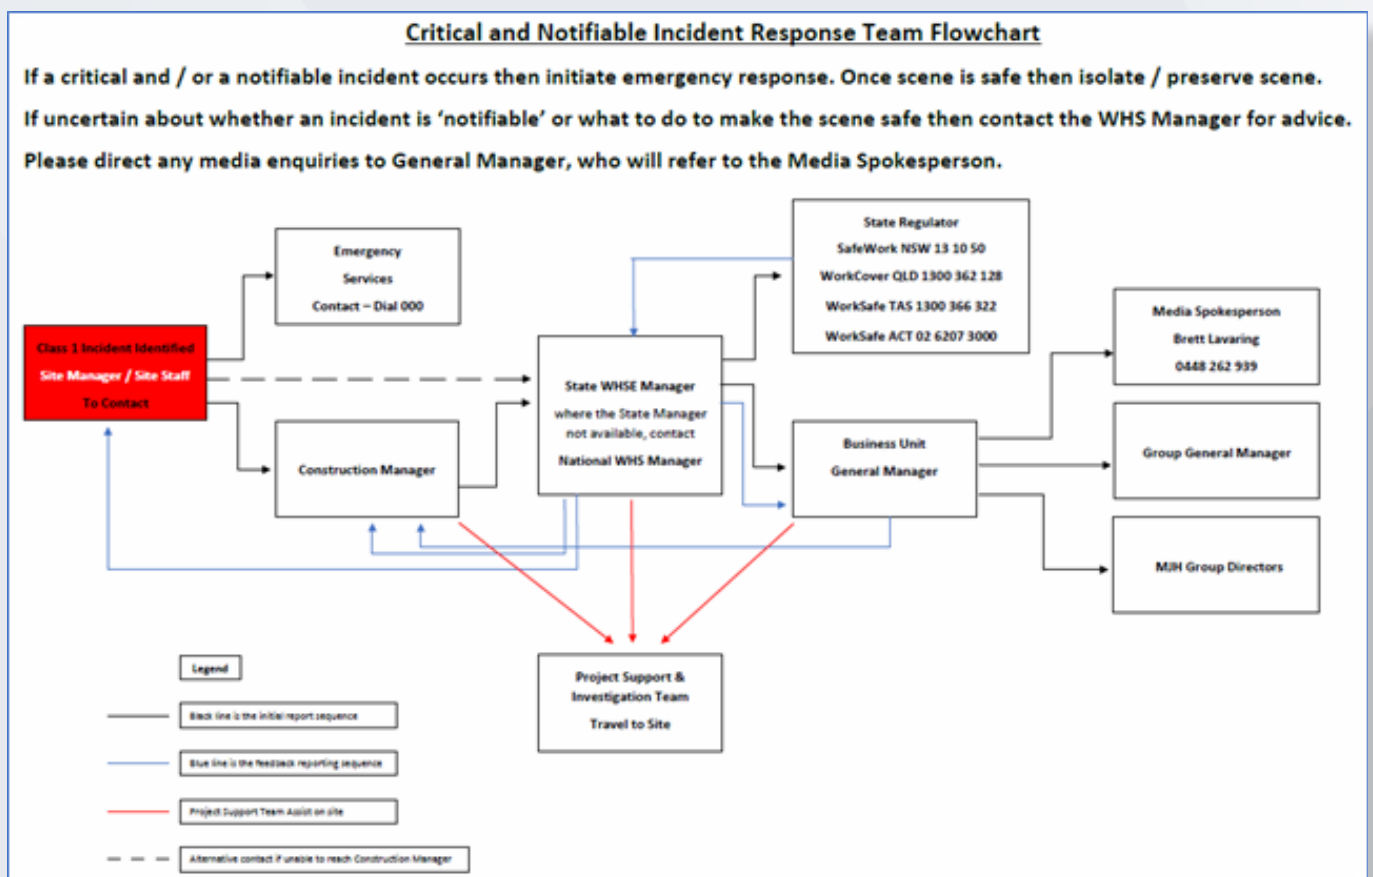 Critical and Notifiable Incident Response Team Flowchart
If a critical and / or a notifiable incident occurs then initiate emergency response. Once scene is safe then isolate / preserve scene.
If uncertain about whether an incident is ‘notifiable’ or what to do to make the scene safe then contact the WHS Manager for advice.
Please direct any media enquiries to General Manager, who will refer to the Media Spokesperson.
Emergency
Services
Contact – Dial 000
State Regulator
SafeWork NSW 13 10 50
WorkCover QLD 1300 362 128
WorkSafe TAS 1300 366 322
WorkSafe ACT 02 6207 3000
Class 1 Incident Identified
Site Manager / Site Staff
To Contact
Construction Manager
State WHSE Manager
where the State Manager
not available, contact
National WHS Manager
Business Unit
General Manager
Media Spokesperson
Brett Lavaring
0448 262 939
Group General Manager
MJH Group Directors
Project Support &
Investigation Team
Travel to Site
Legend
Black line is the initial report sequence
Blue line is the feedback reporting sequence
Project Support Team Assist on site
Alternative contact if unable to reach Construction Manager